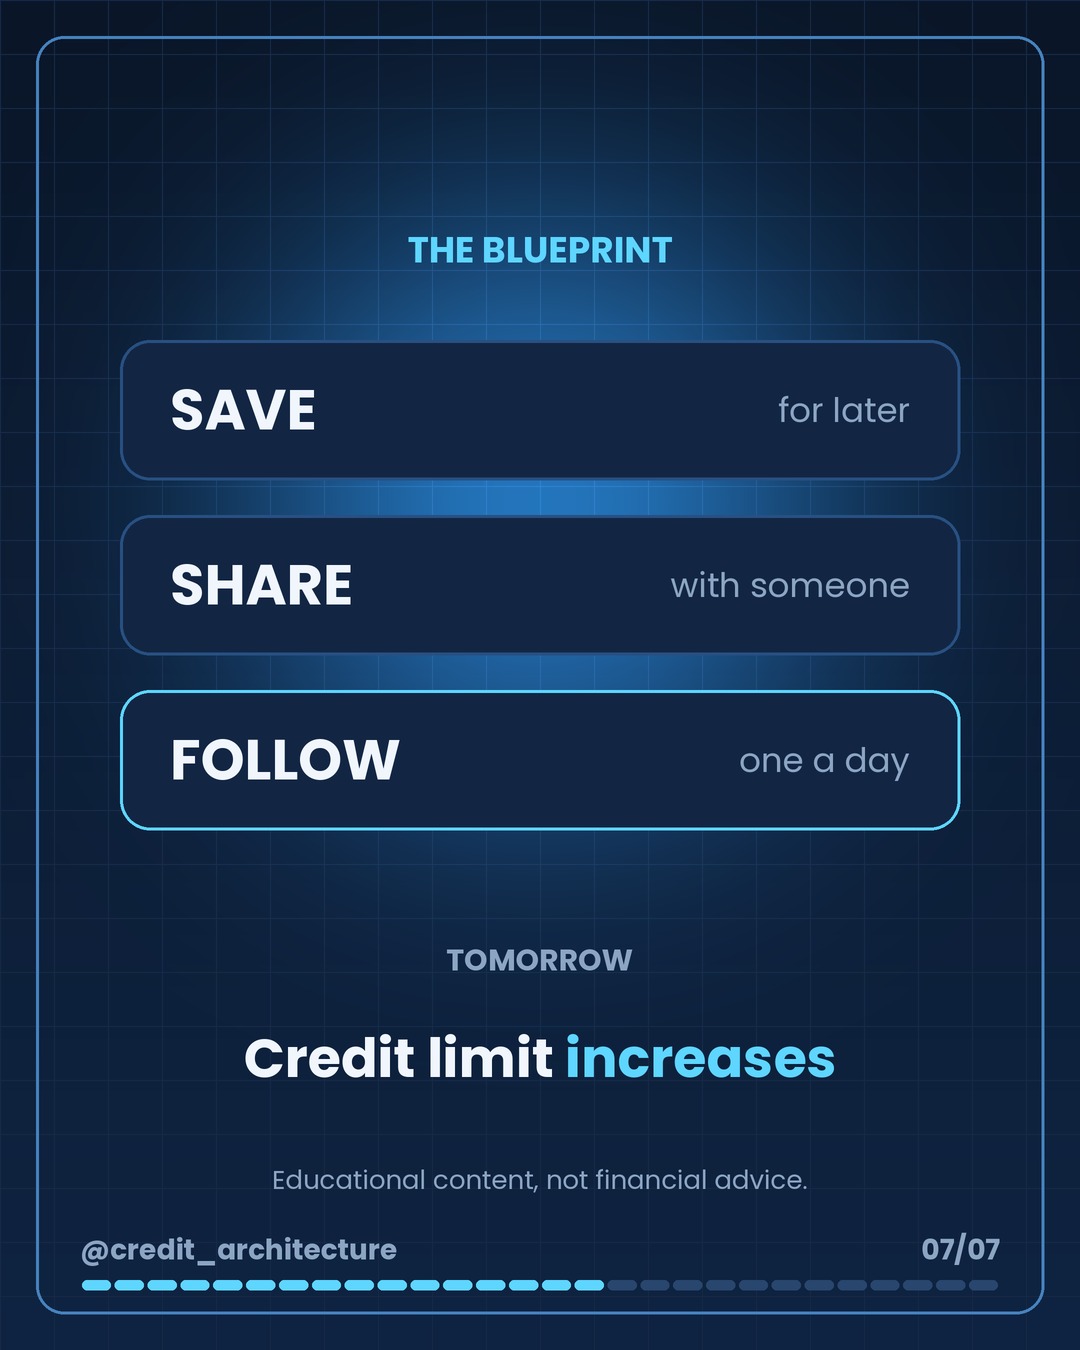 THE BLUEPRINT
SAVE for later
SHARE with someone
FOLLOW one a day
TOMORROW
Credit limit increases
Educational content, not financial advice.
@credit_architecture 07/07